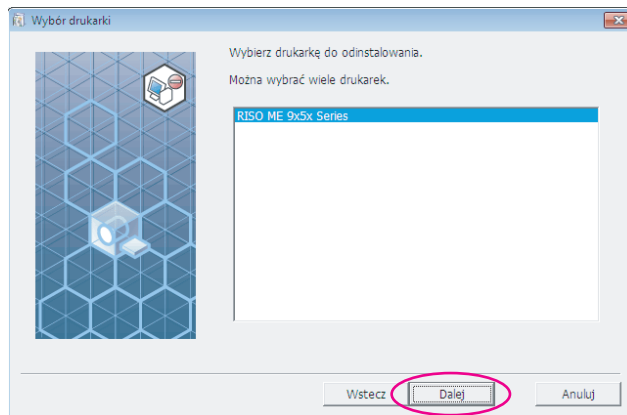 Wybór drukarki
Wybierz drukarkę do odinstalowania.
Można wybrać wiele drukarek.
RISO ME 9x5x Series
Wstecz Dalej Anuluj